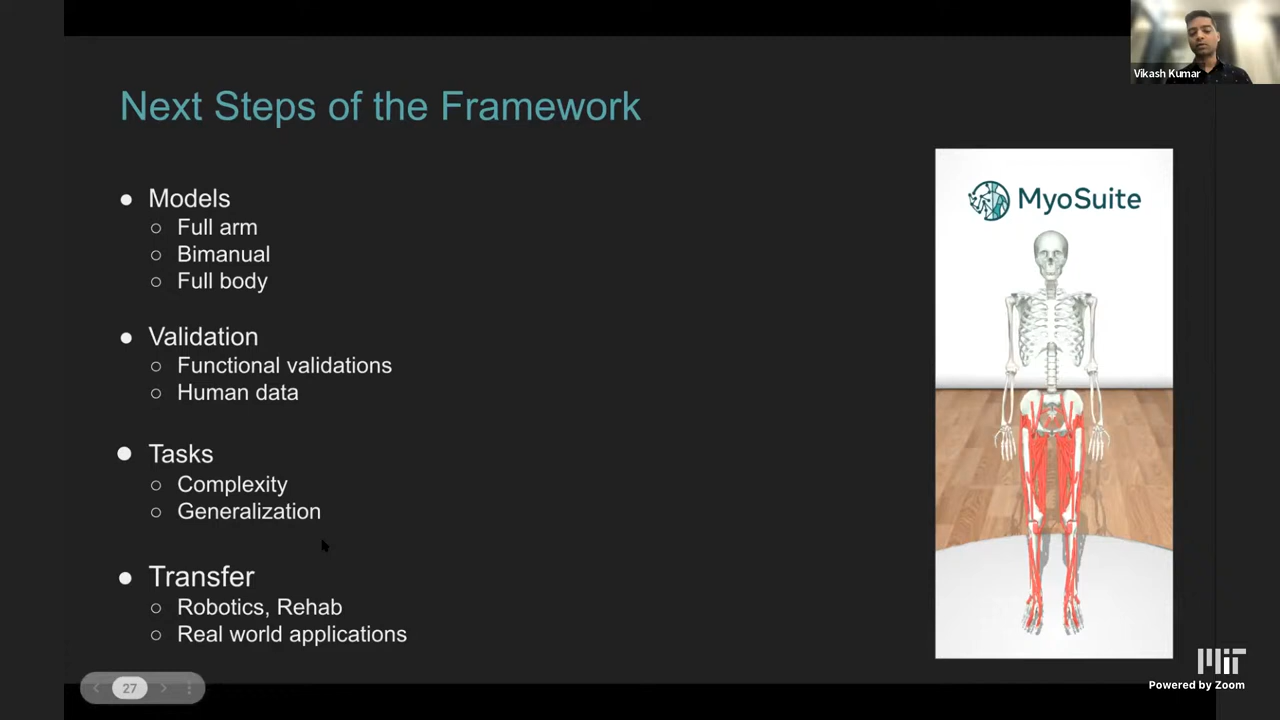 Vikash Kumar
Next Steps of the Framework
● Models
○ Full arm
○ Bimanual
○ Full body
● Validation
○ Functional validations
○ Human data
● Tasks
○ Complexity
○ Generalization
● Transfer
○ Robotics, Rehab
○ Real world applications
MyoSuite
27
MIT
Powered by Zoom